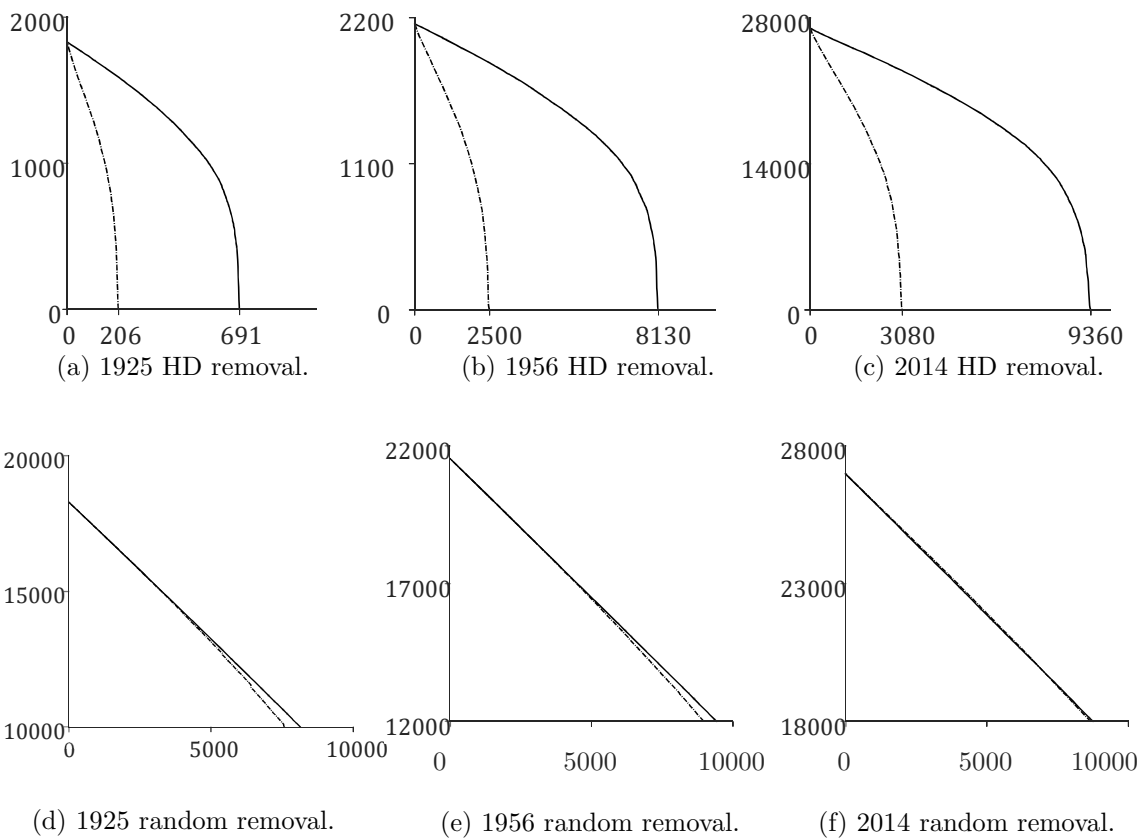 2000
1000
0
0 206 691
(a) 1925 HD removal.
2200
1100
0
0 2500 8130
(b) 1956 HD removal.
28000
14000
0
0 3080 9360
(c) 2014 HD removal.
20000
15000
10000
0 5000 10000
(d) 1925 random removal.
22000
17000
12000
0 5000 10000
(e) 1956 random removal.
28000
23000
18000
0 5000 10000
(f) 2014 random removal.